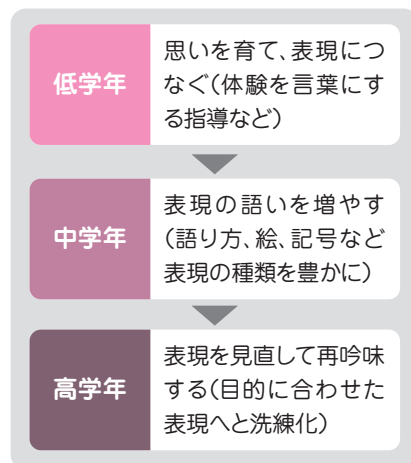 低学年
思いを育て、表現につ
なぐ（体験を言葉にす
る指導など）
中学年
表現の語いを増やす
（語り方、絵、記号など
表現の種類を豊かに）
高学年
表現を見直して再吟味
する（目的に合わせた
表現へと洗練化）